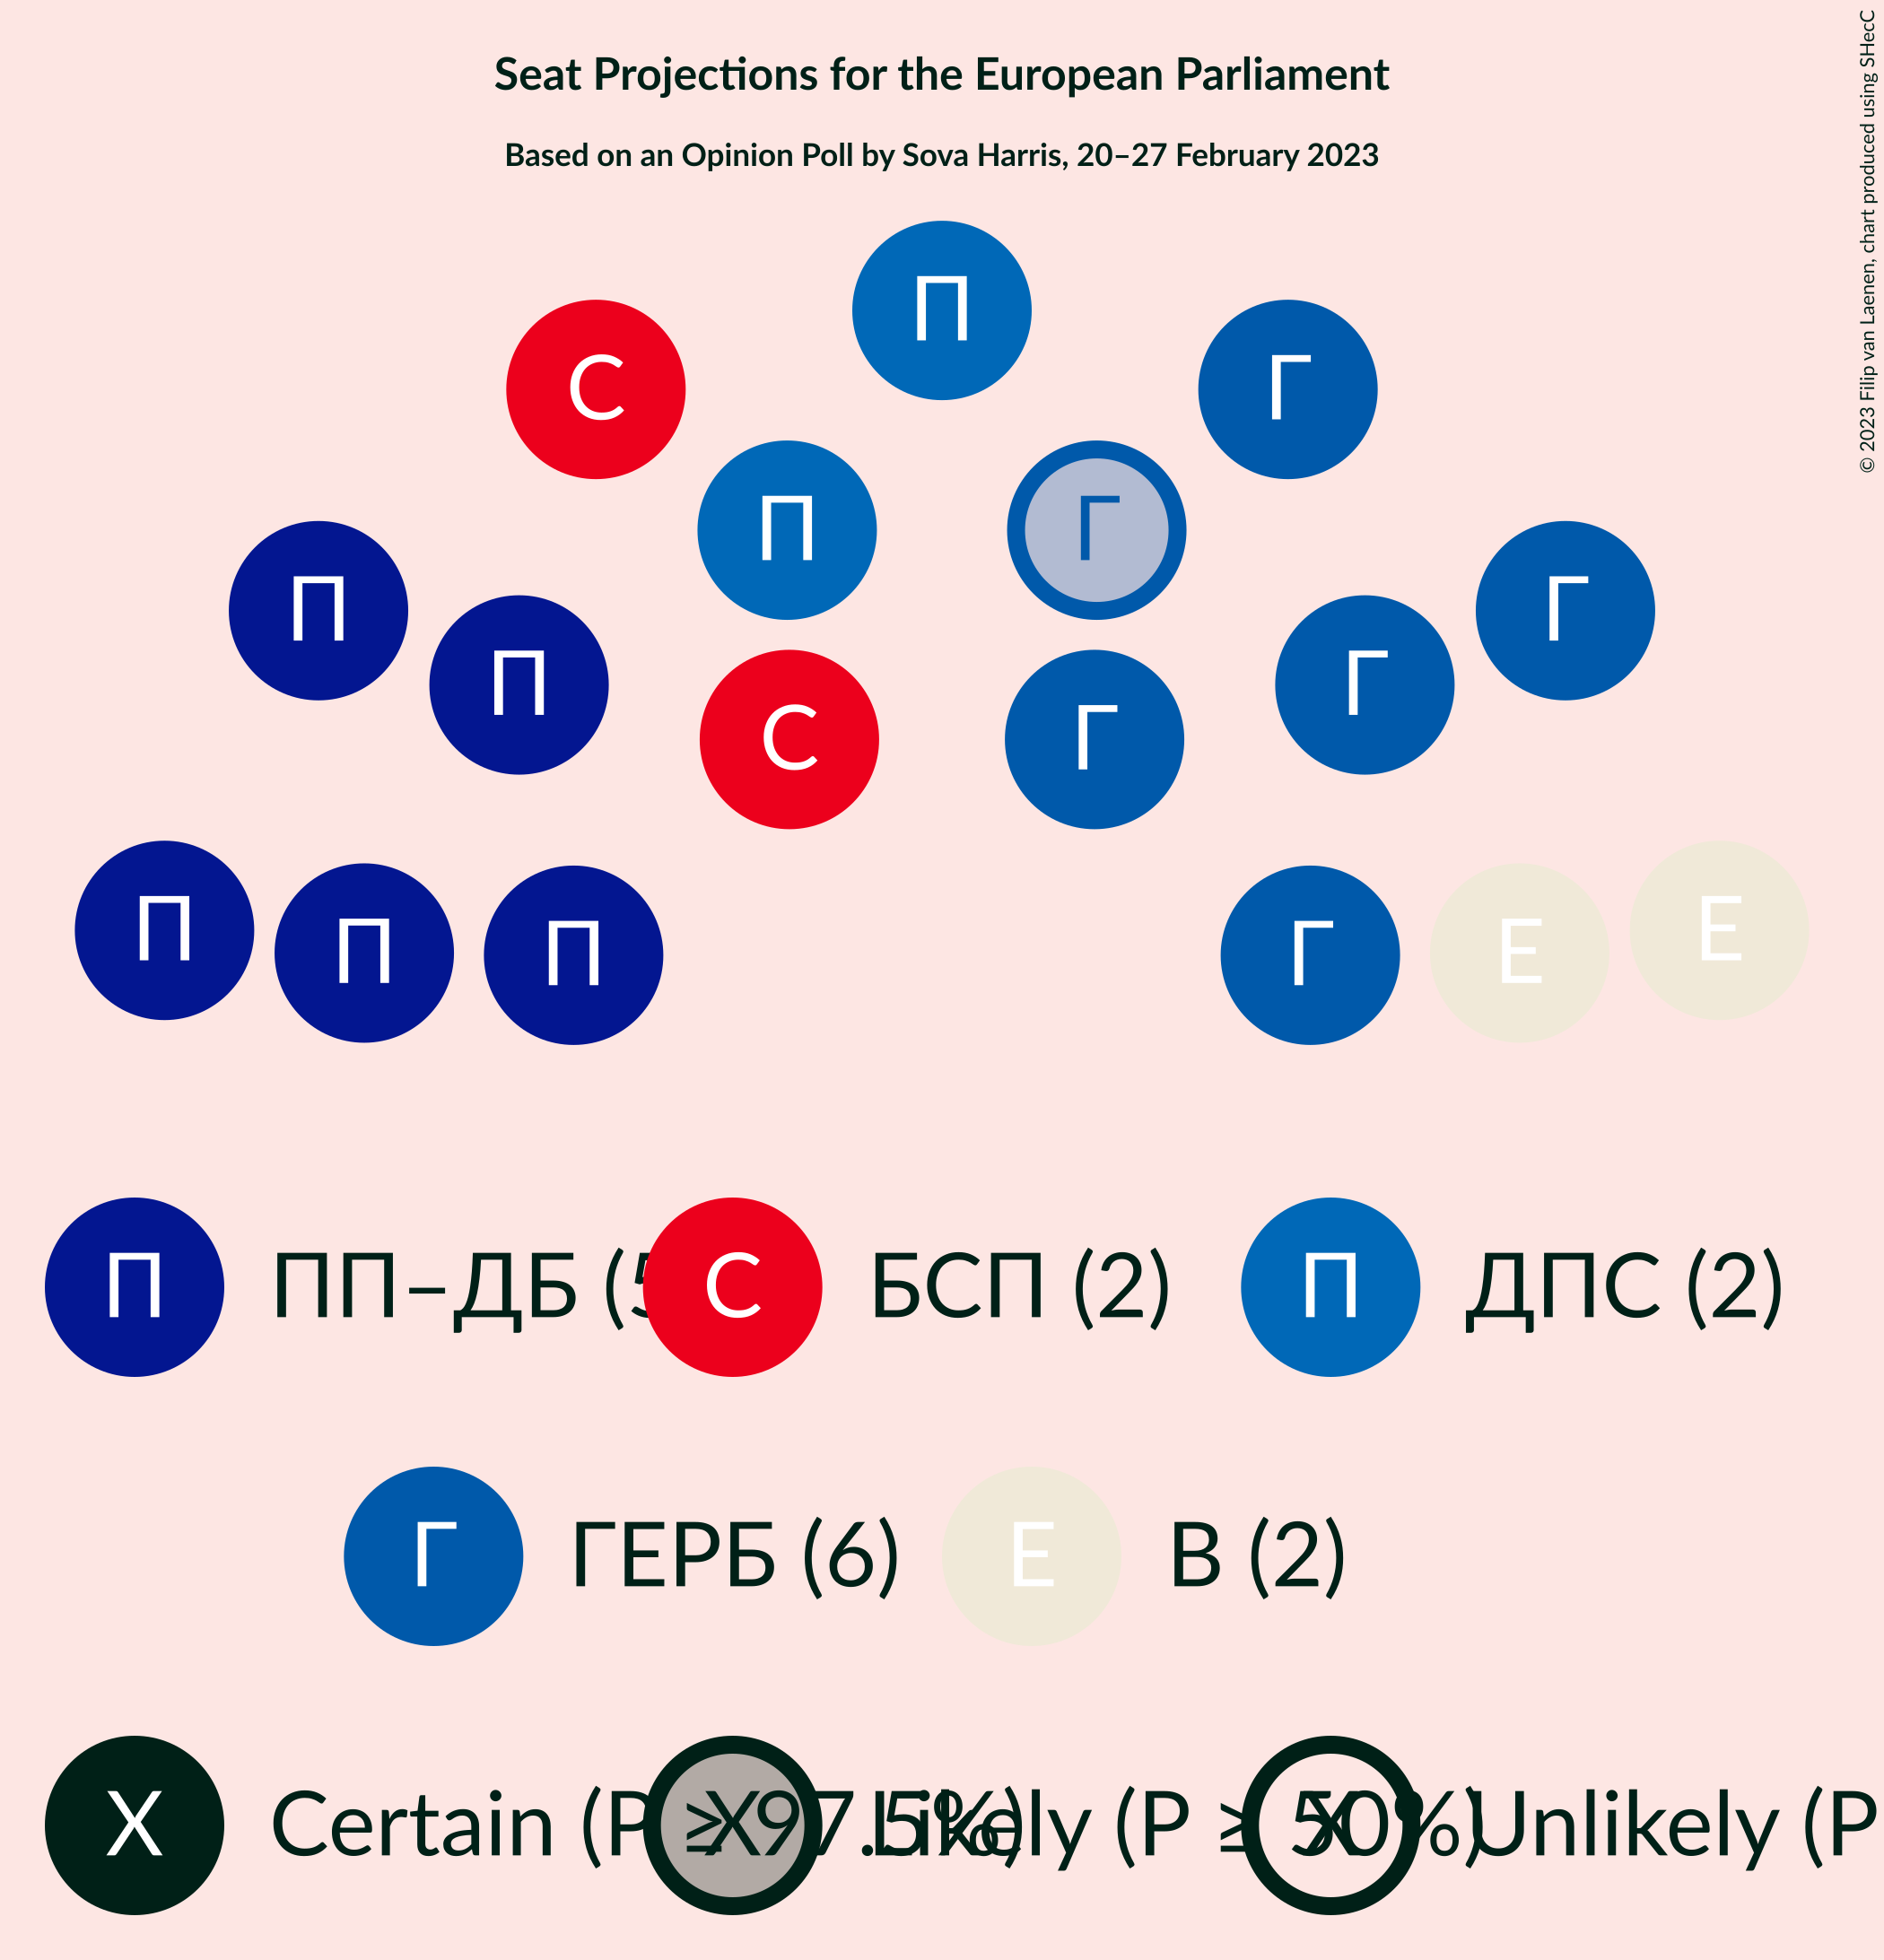 Seat Projections for the European Parliament
Based on an Opinion Poll by Sova Harris, 20–27 February 2023
© 2023 Filip van Laenen, chart produced using SHecC
П
С
Г
П
Г
П
Г
П
Г
С
Г
П
Е
П
Е
П
Г
П ПП–ДБ (5 С БСП (2) П ДПС (2)
Г ГЕРБ (6) Е В (2)
X Certain (P ≥ 97.5%) X Likely (P ≥ 50%) X Unlikely (P